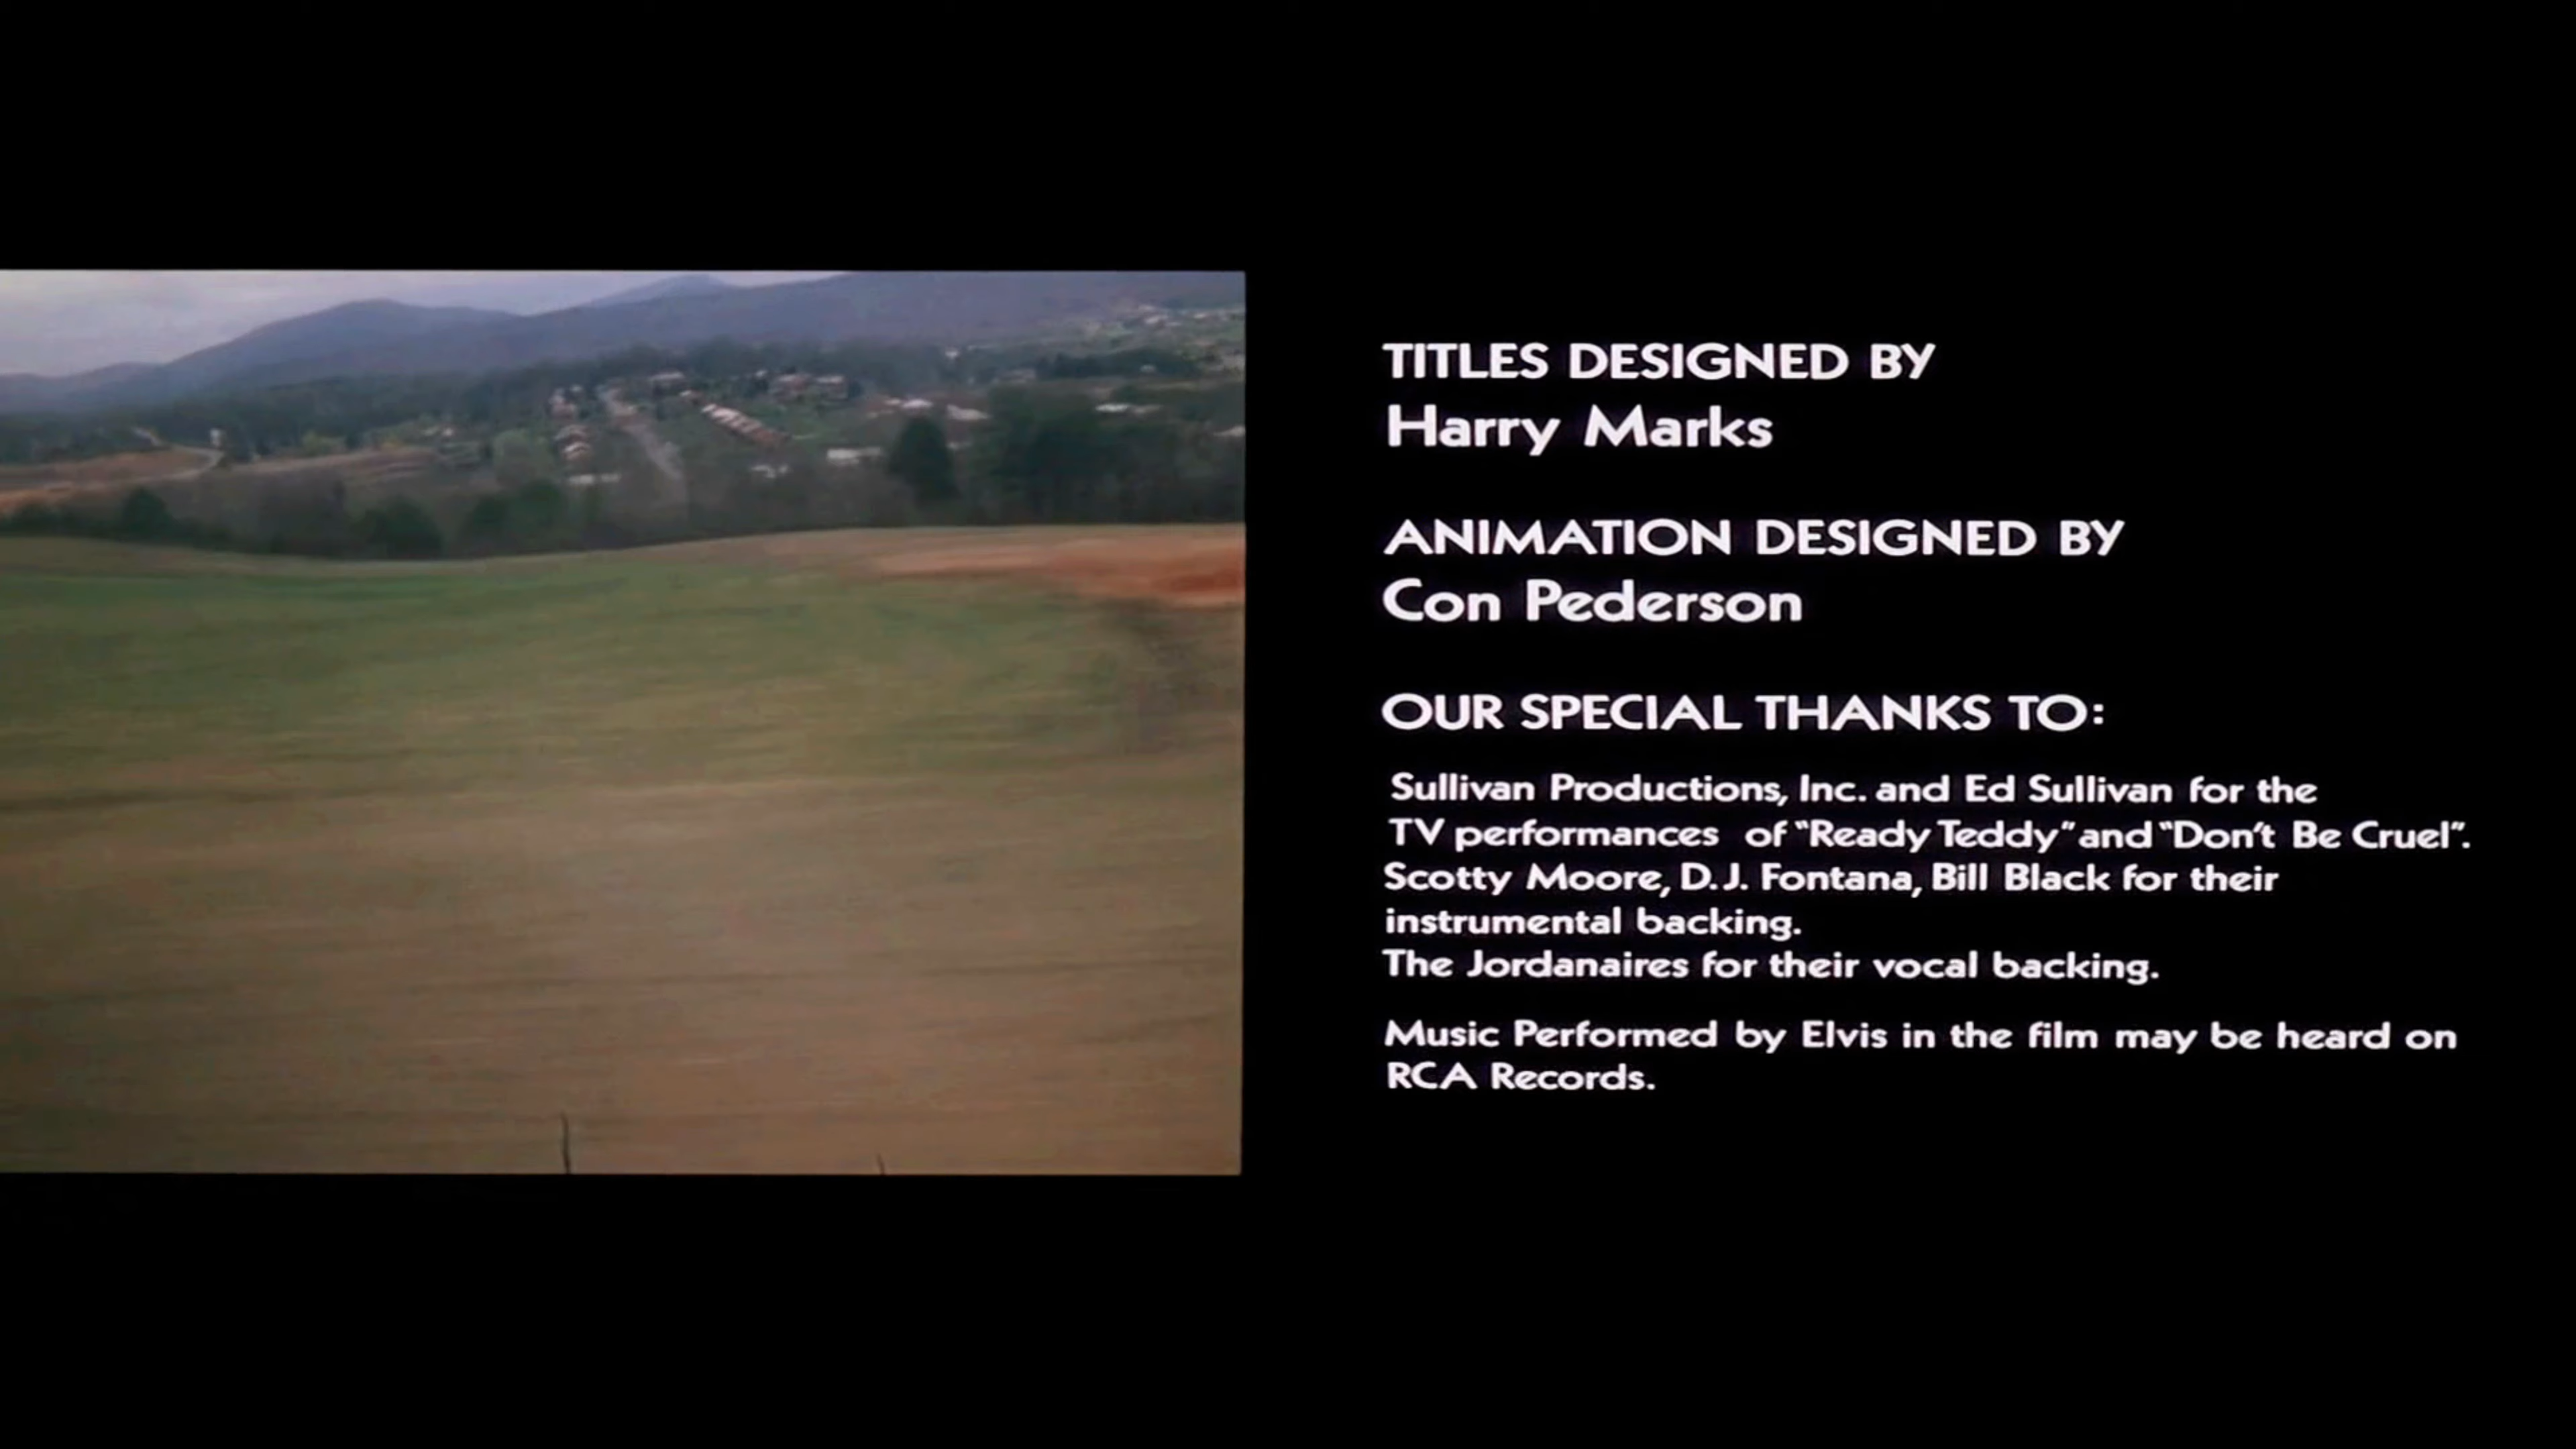 TITLES DESIGNED BY
Harry Marks
ANIMATION DESIGNED BY
Con Pederson
OUR SPECIAL THANKS TO:
Sullivan Productions, Inc. and Ed Sullivan for the
TV performances of "Ready Teddy" and "Don't Be Cruel".
Scotty Moore, D.J. Fontana, Bill Black for their
instrumental backing.
The Jordanaires for their vocal backing.
Music Performed by Elvis in the film may be heard on
RCA Records.